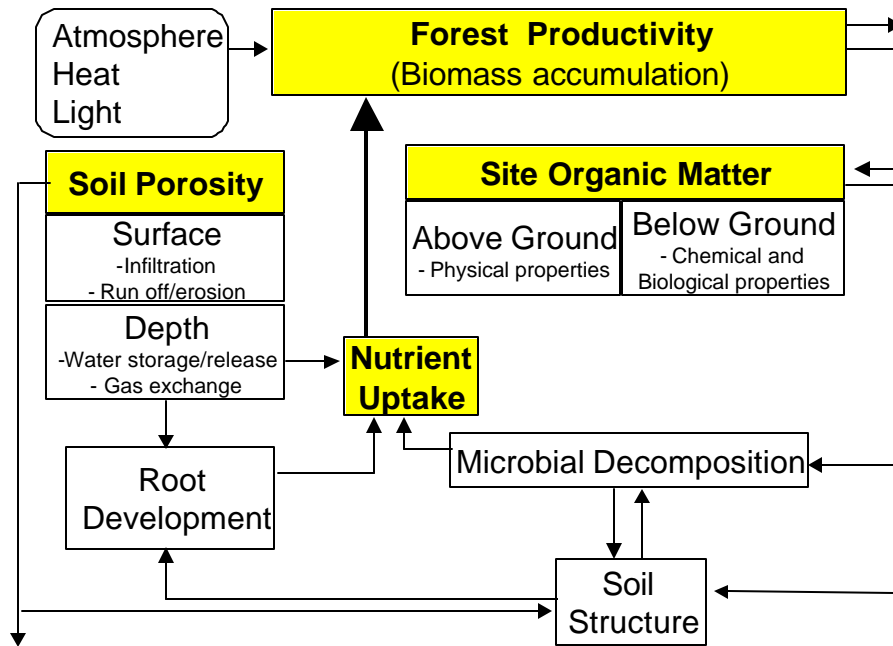 Atmosphere
Heat
Light
Forest Productivity
(Biomass accumulation)
Soil Porosity
Surface
-Infiltration
- Run off/erosion
Depth
-Water storage/release
- Gas exchange
Site Organic Matter
Above Ground
- Physical properties
Below Ground
- Chemical and
Biological properties
Nutrient
Uptake
Root
Development
Microbial Decomposition
Soil
Structure